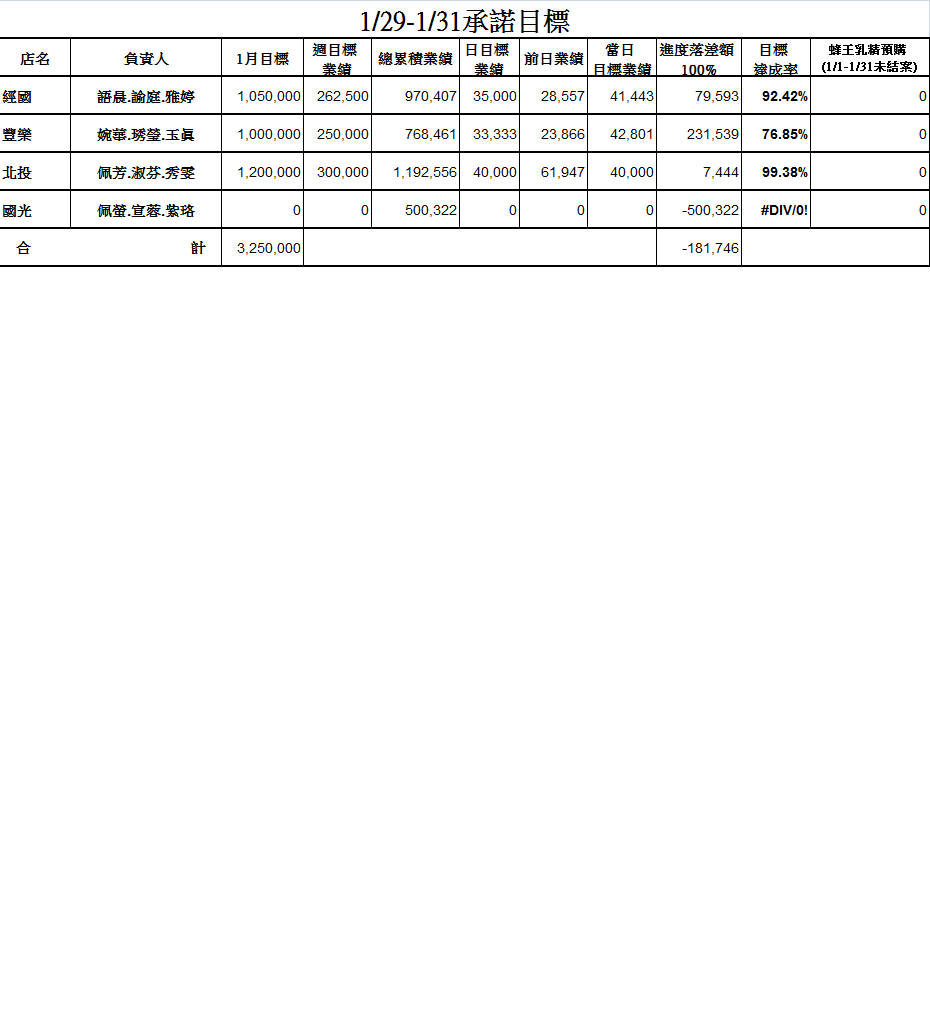 1/29-1/31承諾目標
店名 負責人 1月目標 週目標業績 總累積業績 日目標業績 前日業績 當日目標業績 進度落差額100% 目標達成率 蜂王乳精預購(1/1-1/31未結案)
經國 語晨.諭庭.雅婷 1,050,000 262,500 970,407 35,000 28,557 41,443 79,593 92.42% 0
豐樂 婉華.琇瑩.玉眞 1,000,000 250,000 768,461 33,333 23,866 42,801 231,539 76.85% 0
北投 佩芳.淑芬.秀雯 1,200,000 300,000 1,192,556 40,000 61,947 40,000 7,444 99.38% 0
國光 佩螢.宣蓉.紫珞 0 0 500,322 0 0 0 -500,322 #DIV/0! 0
合 計 3,250,000 -181,746